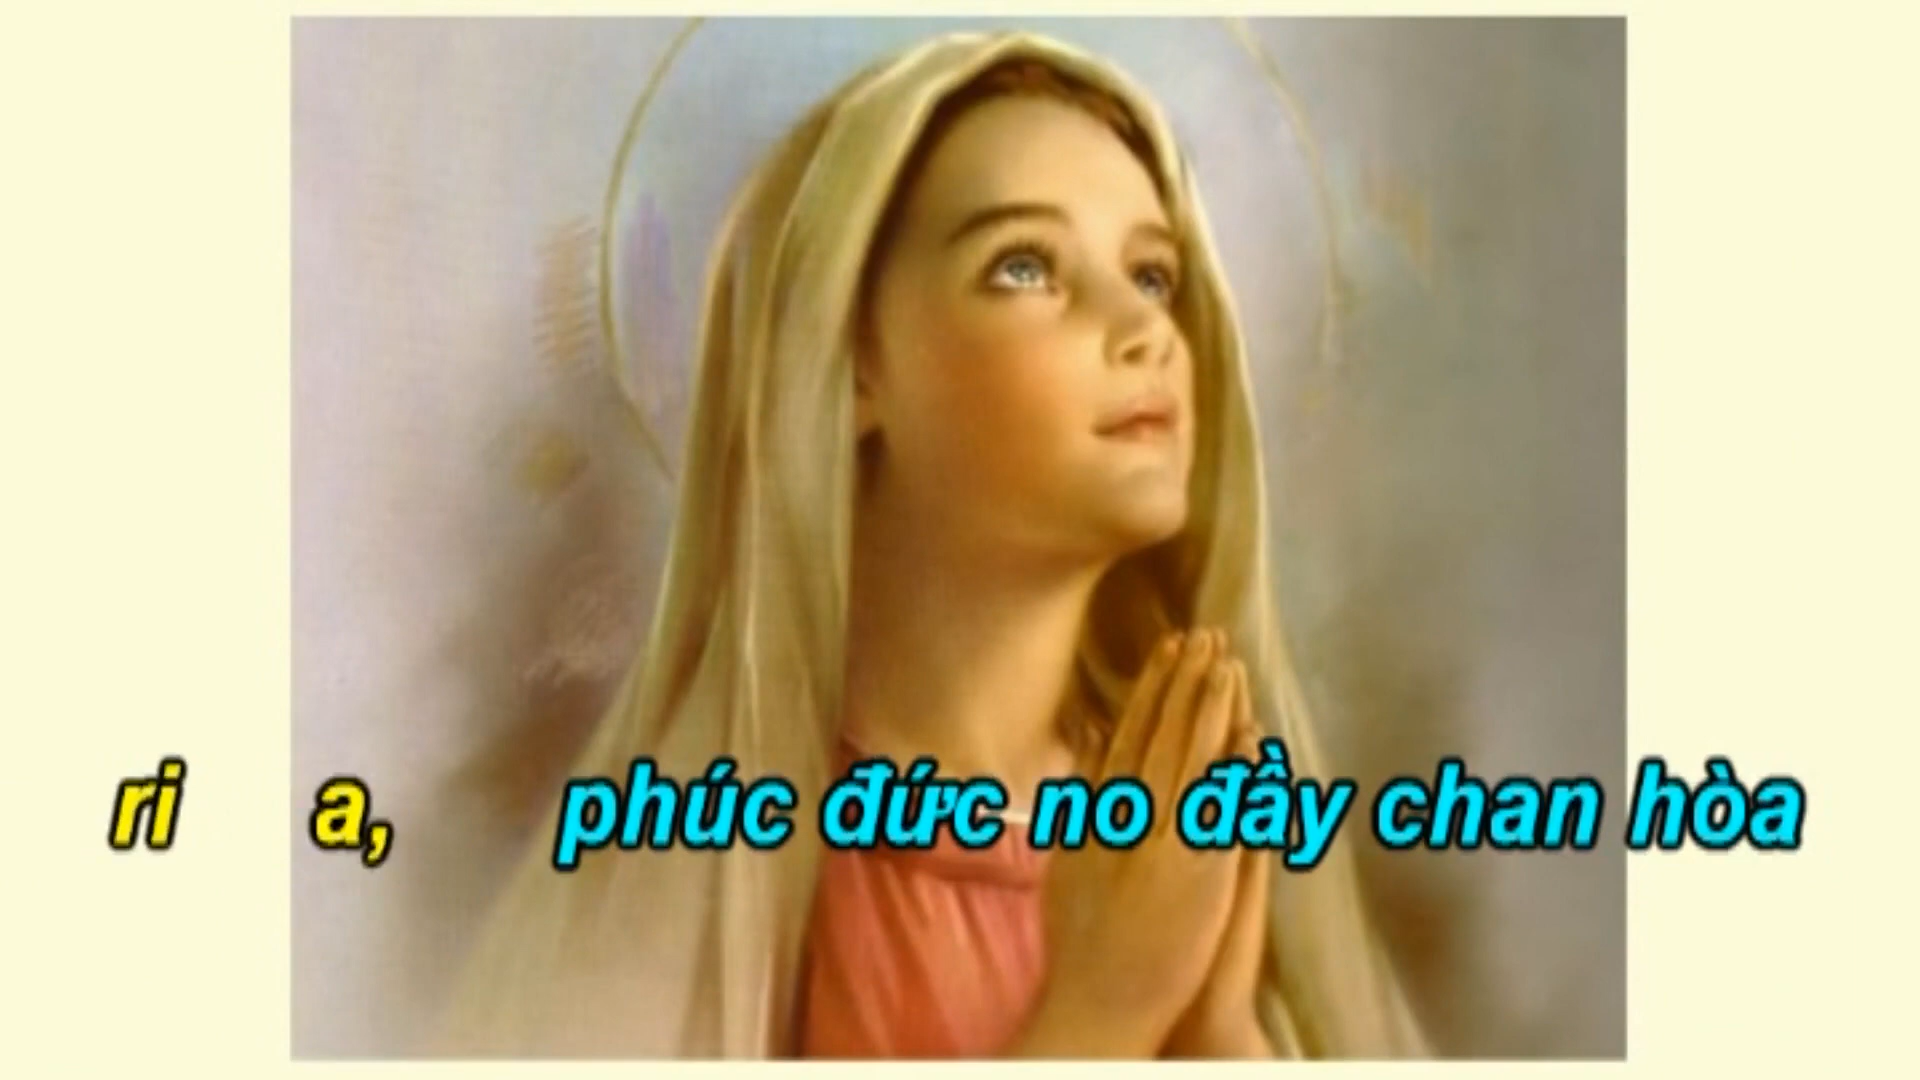 ri a, phúc đức no đầy chan hòa